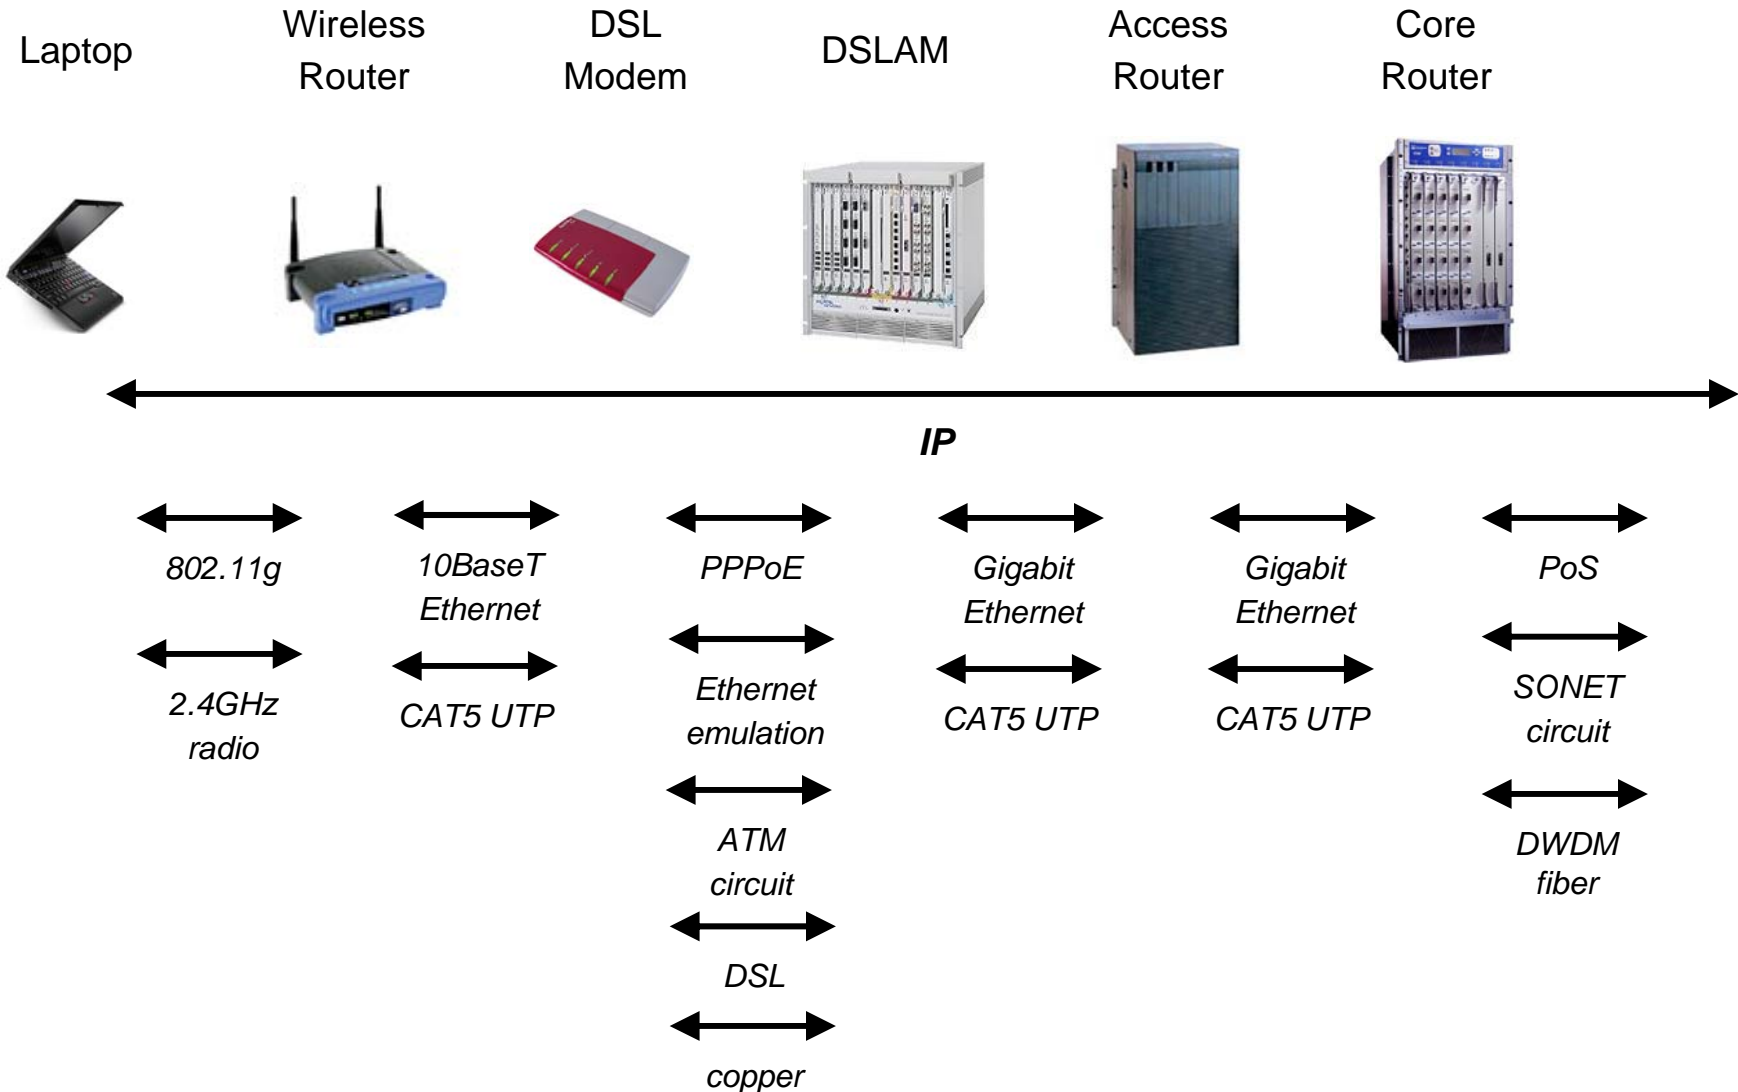 Laptop
Wireless
Router
DSL
Modem
DSLAM
Access
Router
Core
Router
IP
802.11g
2.4GHz
radio
10BaseT
Ethernet
CAT5 UTP
PPPoE
Ethernet
emulation
ATM
circuit
DSL
copper
Gigabit
Ethernet
CAT5 UTP
Gigabit
Ethernet
CAT5 UTP
PoS
SONET
circuit
DWDM
fiber